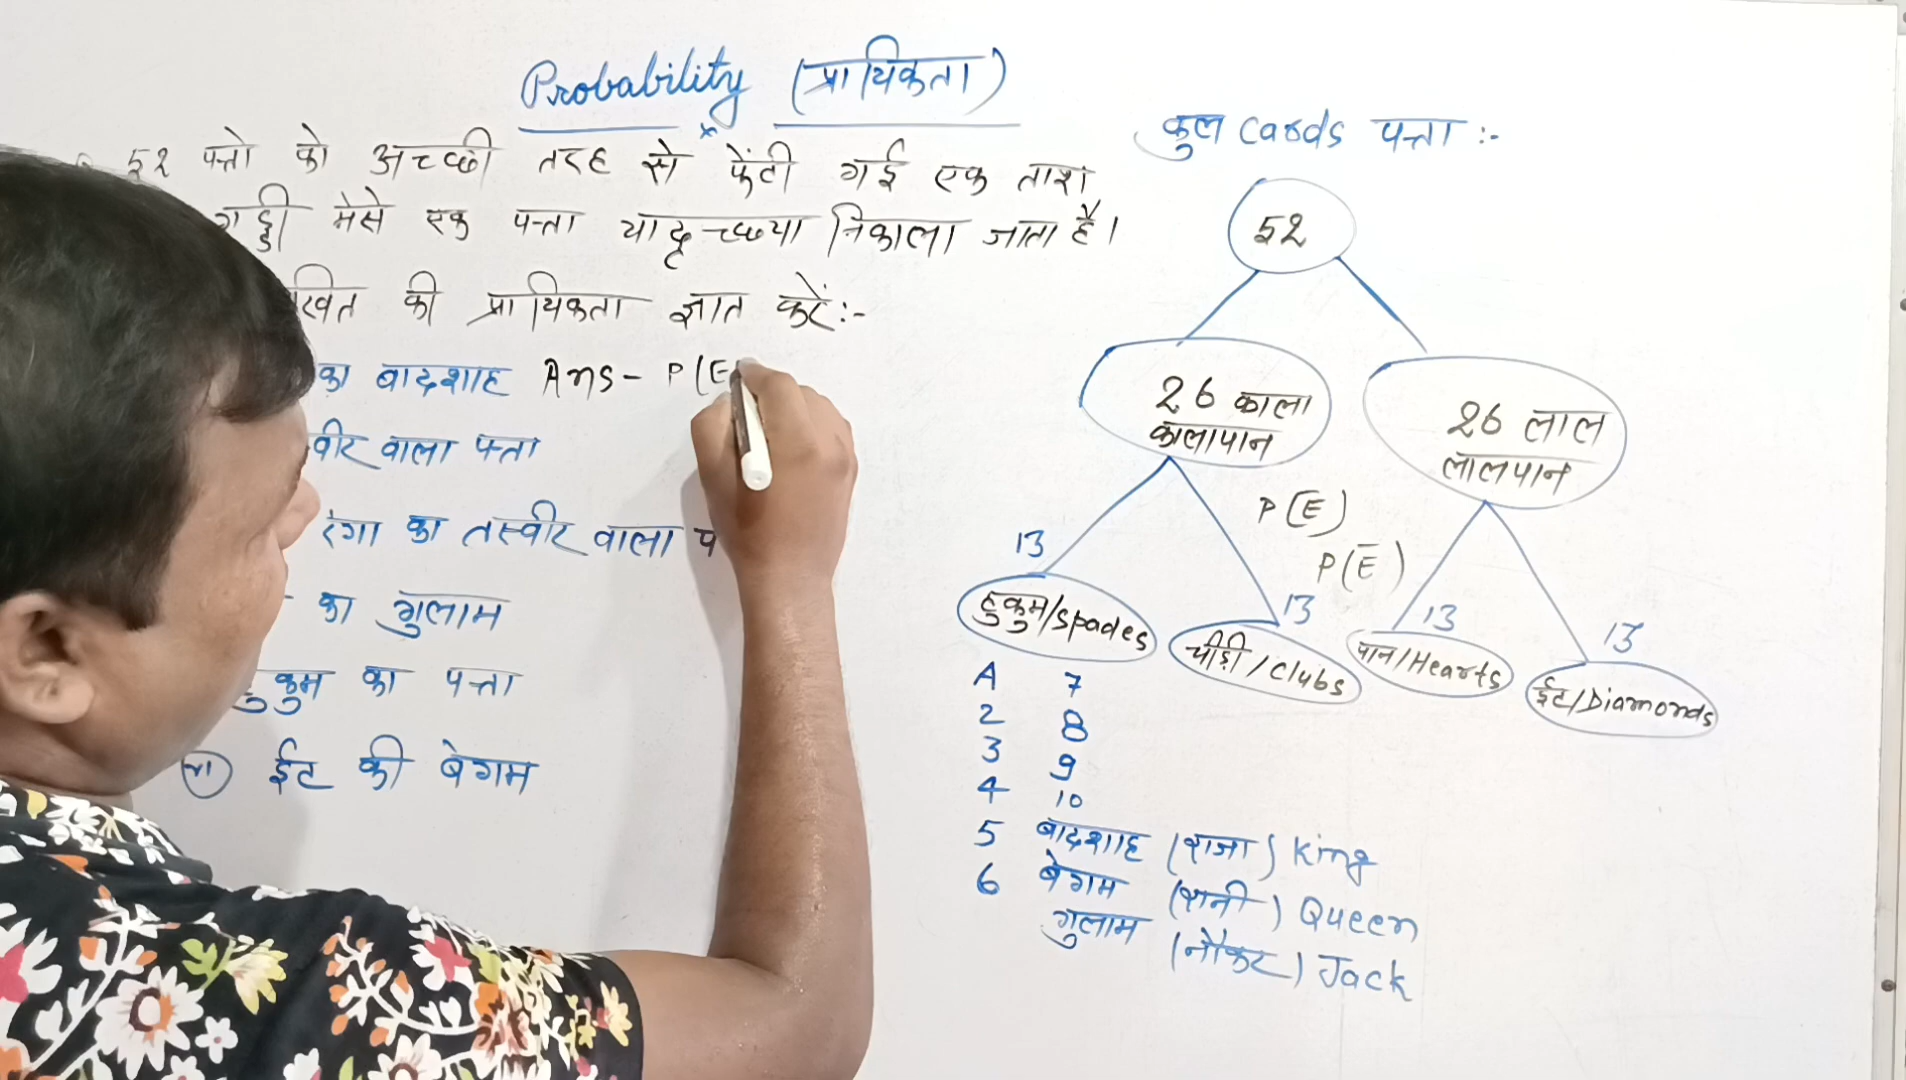 Probability (प्रायिकता)
52 पत्तो को अच्छी तरह से फेंटी गई एक ताश
गड्डी मेसे एक पत्ता यादृच्छया निकाला जाता है।
की प्रायिकता ज्ञात करें:-
का बादशाह Ans- P(E
वाला पत्ता
रंगा का तस्वीर वाला प
का गुलाम
हुकुम का पत्ता
ईंट की बेगम
कुल cards पत्ता :-
52
26 काला
कालापान
26 लाल
लालपान
P(E)
P(Ē)
13
13
13
13
हुकुम/spades
चीड़ी/clubs
पान/Hearts
ईंट/Diamonds
A 7
2 8
3 9
4 10
5 बादशाह (राजा) King
6 बेगम (रानी) Queen
गुलाम (नौकर) Jack